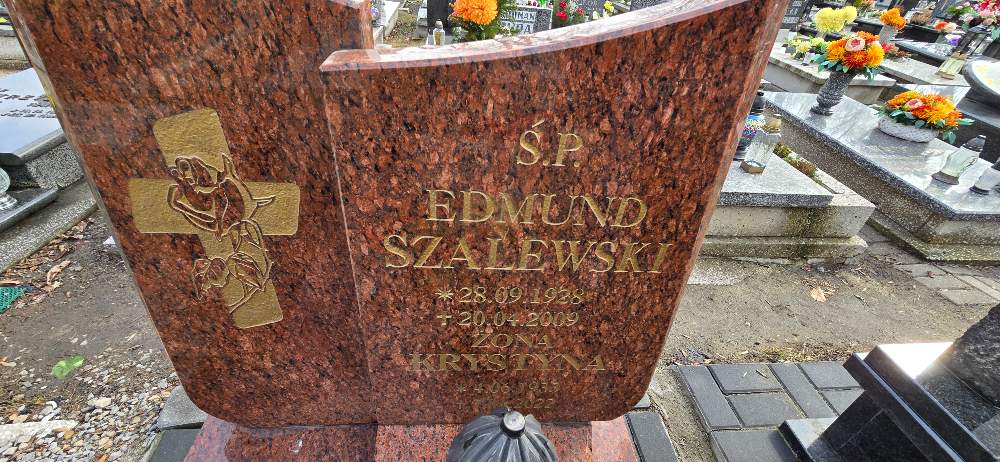 Ś.P.
EDMUND
SZALEWSKI
* 28.09.1928
+ 20.04.2009
ŻONA
KRYSTYNA